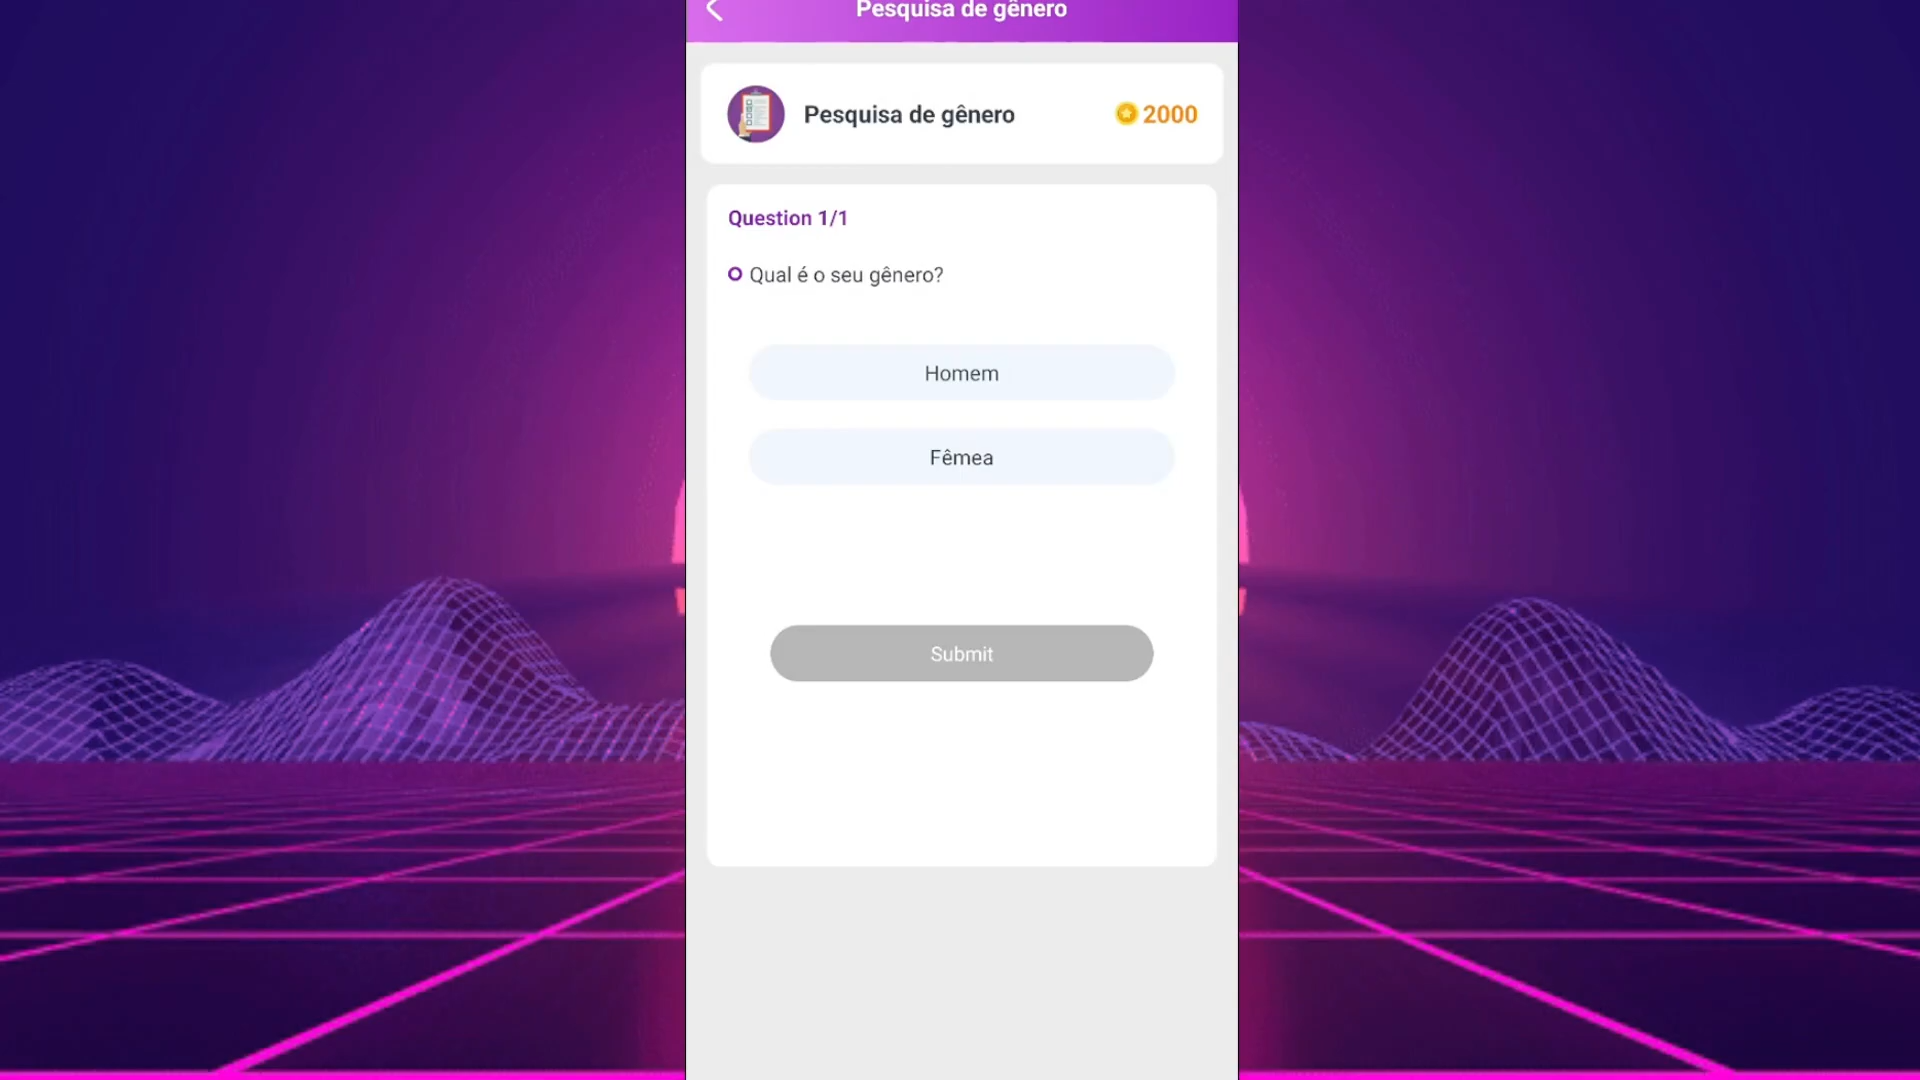 Pesquisa de gênero
Pesquisa de gênero 2000
Question 1/1
Qual é o seu gênero?
Homem
Fêmea
Submit